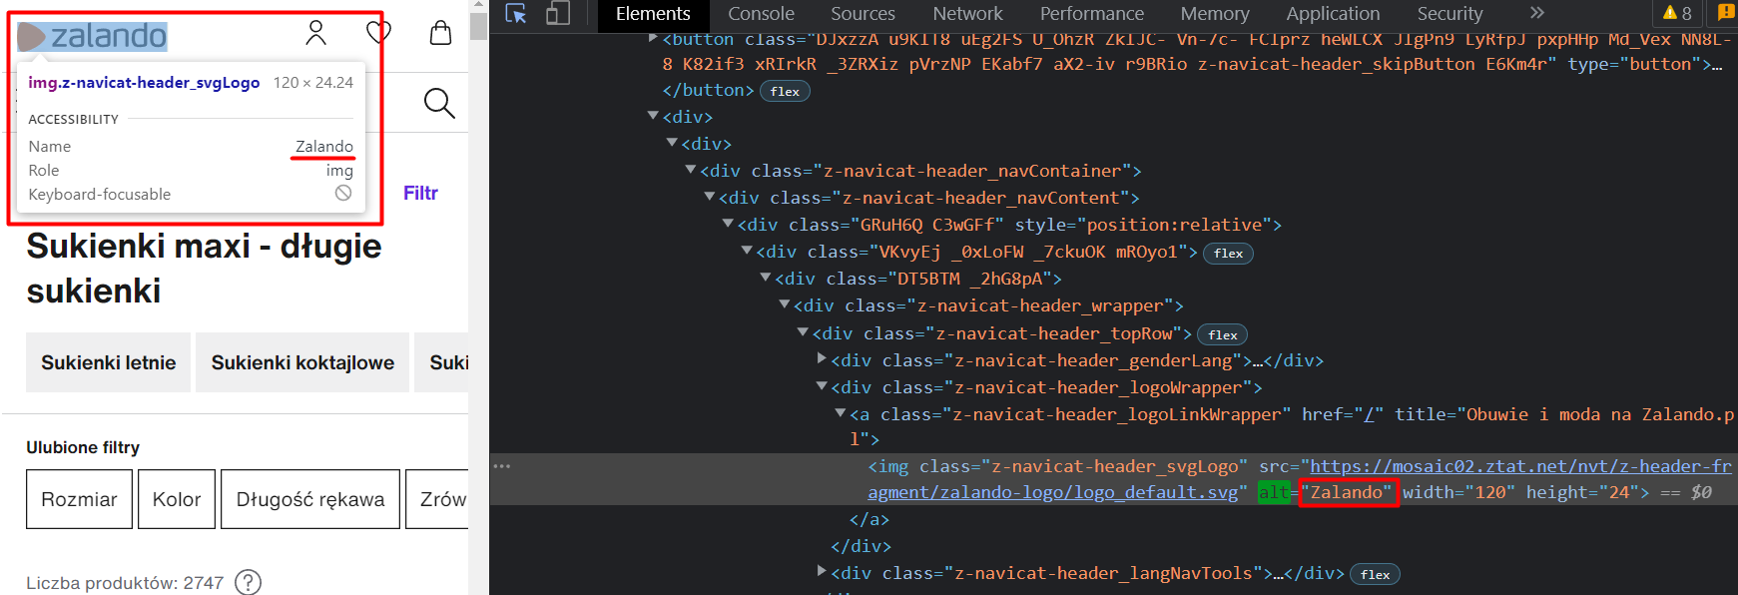 zalando
img.z-navicat-header_svgLogo 120 × 24.24
ACCESSIBILITY
Name Zalando
Role img
Keyboard-focusable
Filtr
Sukienki maxi - długie
sukienki
Sukienki letnie Sukienki koktajlowe Suki
Ulubione filtry
Rozmiar Kolor Długość rękawa Zrów
Liczba produktów: 2747 ?
Elements Console Sources Network Performance Memory Application Security » 8
<button class="DJxzzA u9KIT8 uEg2FS U_OhzR ZkIJC- Vn-7c- FCIprz heWLCX JIgPn9 LyRfpJ pxpHHp Md_Vex NN8L-
8 K82if3 xRIrkR _3ZRXiz pVrzNP EKabf7 aX2-iv r9BRio z-navicat-header_skipButton E6Km4r" type="button">…
</button> flex
<div>
<div>
<div class="z-navicat-header_navContainer">
<div class="z-navicat-header_navContent">
<div class="GRuH6Q C3wGFf" style="position:relative">
<div class="VKvyEj _0xLoFW _7ckuOK mROyo1"> flex
<div class="DT5BTM _2hG8pA">
<div class="z-navicat-header_wrapper">
<div class="z-navicat-header_topRow"> flex
<div class="z-navicat-header_genderLang">…</div>
<div class="z-navicat-header_logoWrapper">
<a class="z-navicat-header_logoLinkWrapper" href="/" title="Obuwie i moda na Zalando.p
l">
… <img class="z-navicat-header_svgLogo" src="https://mosaic02.ztat.net/nvt/z-header-fr
agment/zalando-logo/logo_default.svg" alt="Zalando" width="120" height="24"> == $0
</a>
</div>
<div class="z-navicat-header_langNavTools">…</div> flex